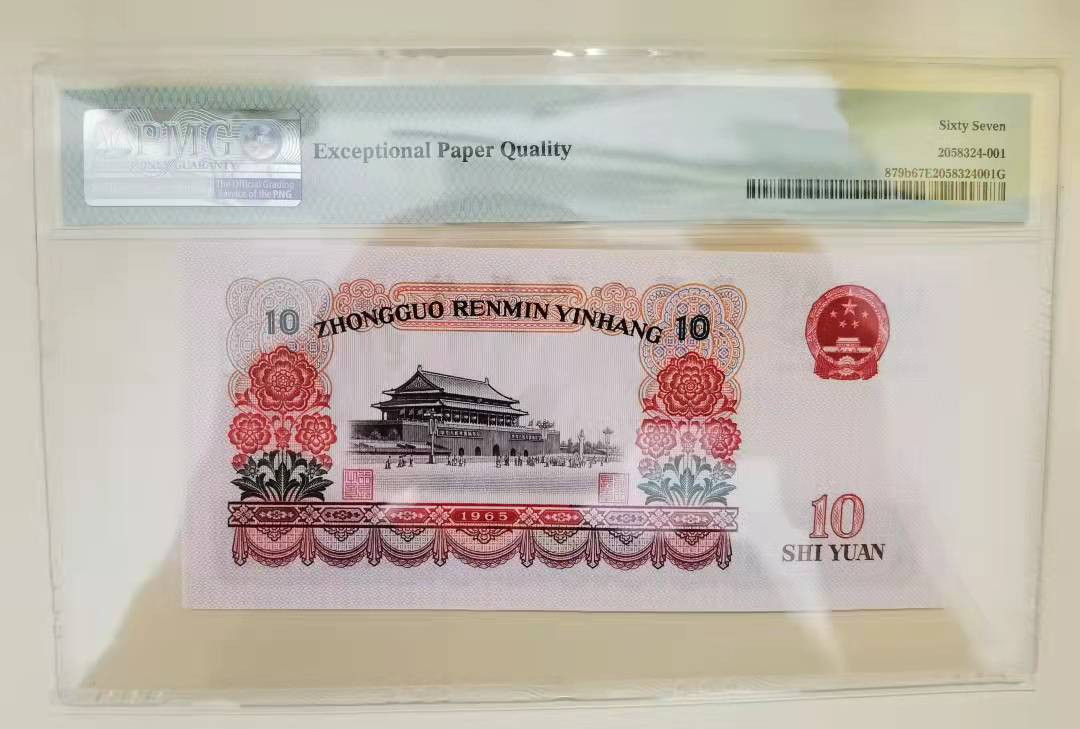 PMG
GUARANTY
The Official Grading
Service of the PNG
Exceptional Paper Quality
Sixty Seven
2058324-001
879b67E2058324001G
10
ZHONGGUO RENMIN YINHANG
10
1965
10
SHI YUAN